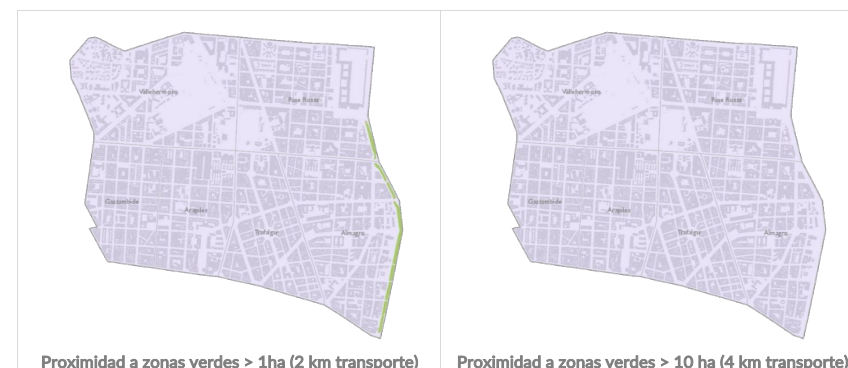 Vallehermoso
Ríos Rosas
Gaztambide
Arapiles
Trafalgar
Almagro
Vallehermoso
Ríos Rosas
Gaztambide
Arapiles
Trafalgar
Almagro
Proximidad a zonas verdes > 1ha (2 km transporte)
Proximidad a zonas verdes > 10 ha (4 km transporte)